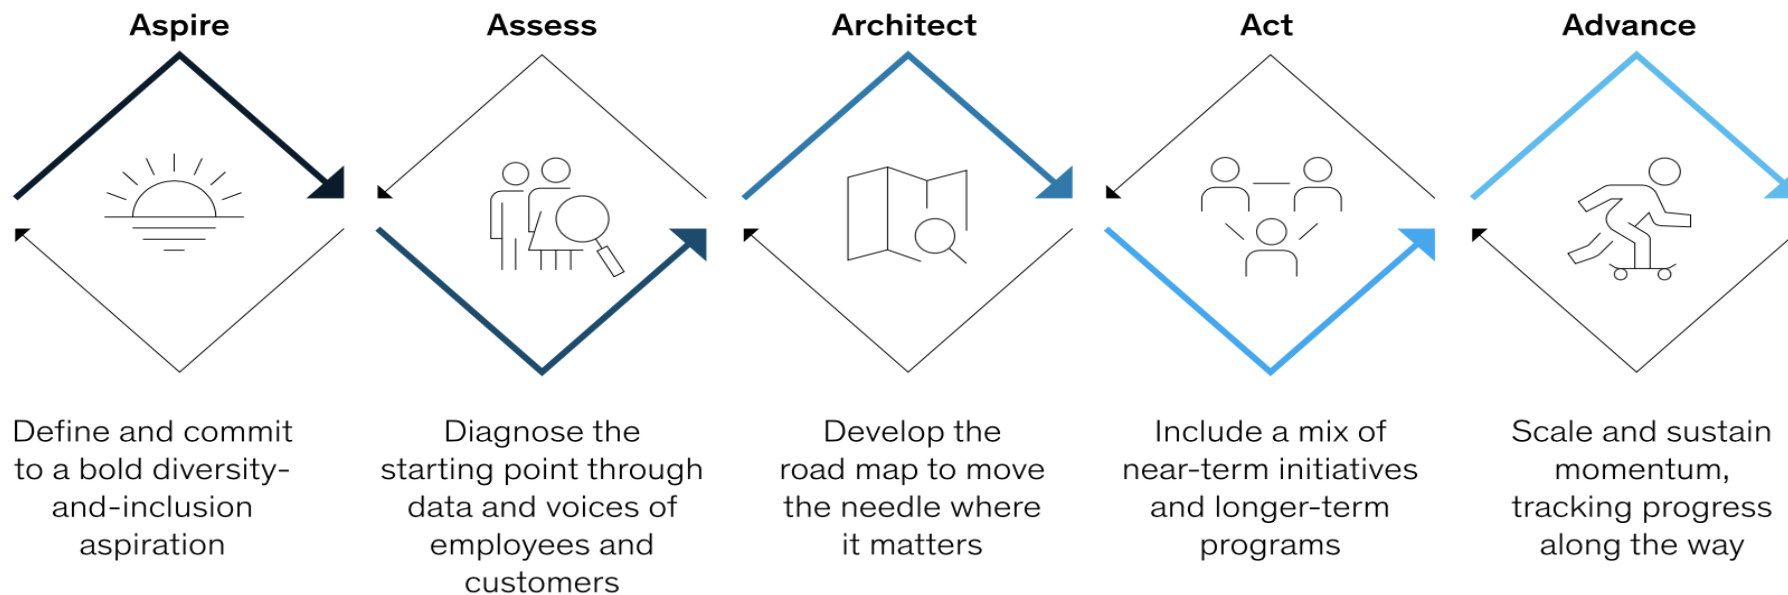 Aspire
Define and commit
to a bold diversity-
and-inclusion
aspiration
Assess
Diagnose the
starting point through
data and voices of
employees and
customers
Architect
Develop the
road map to move
the needle where
it matters
Act
Include a mix of
near-term initiatives
and longer-term
programs
Advance
Scale and sustain
momentum,
tracking progress
along the way